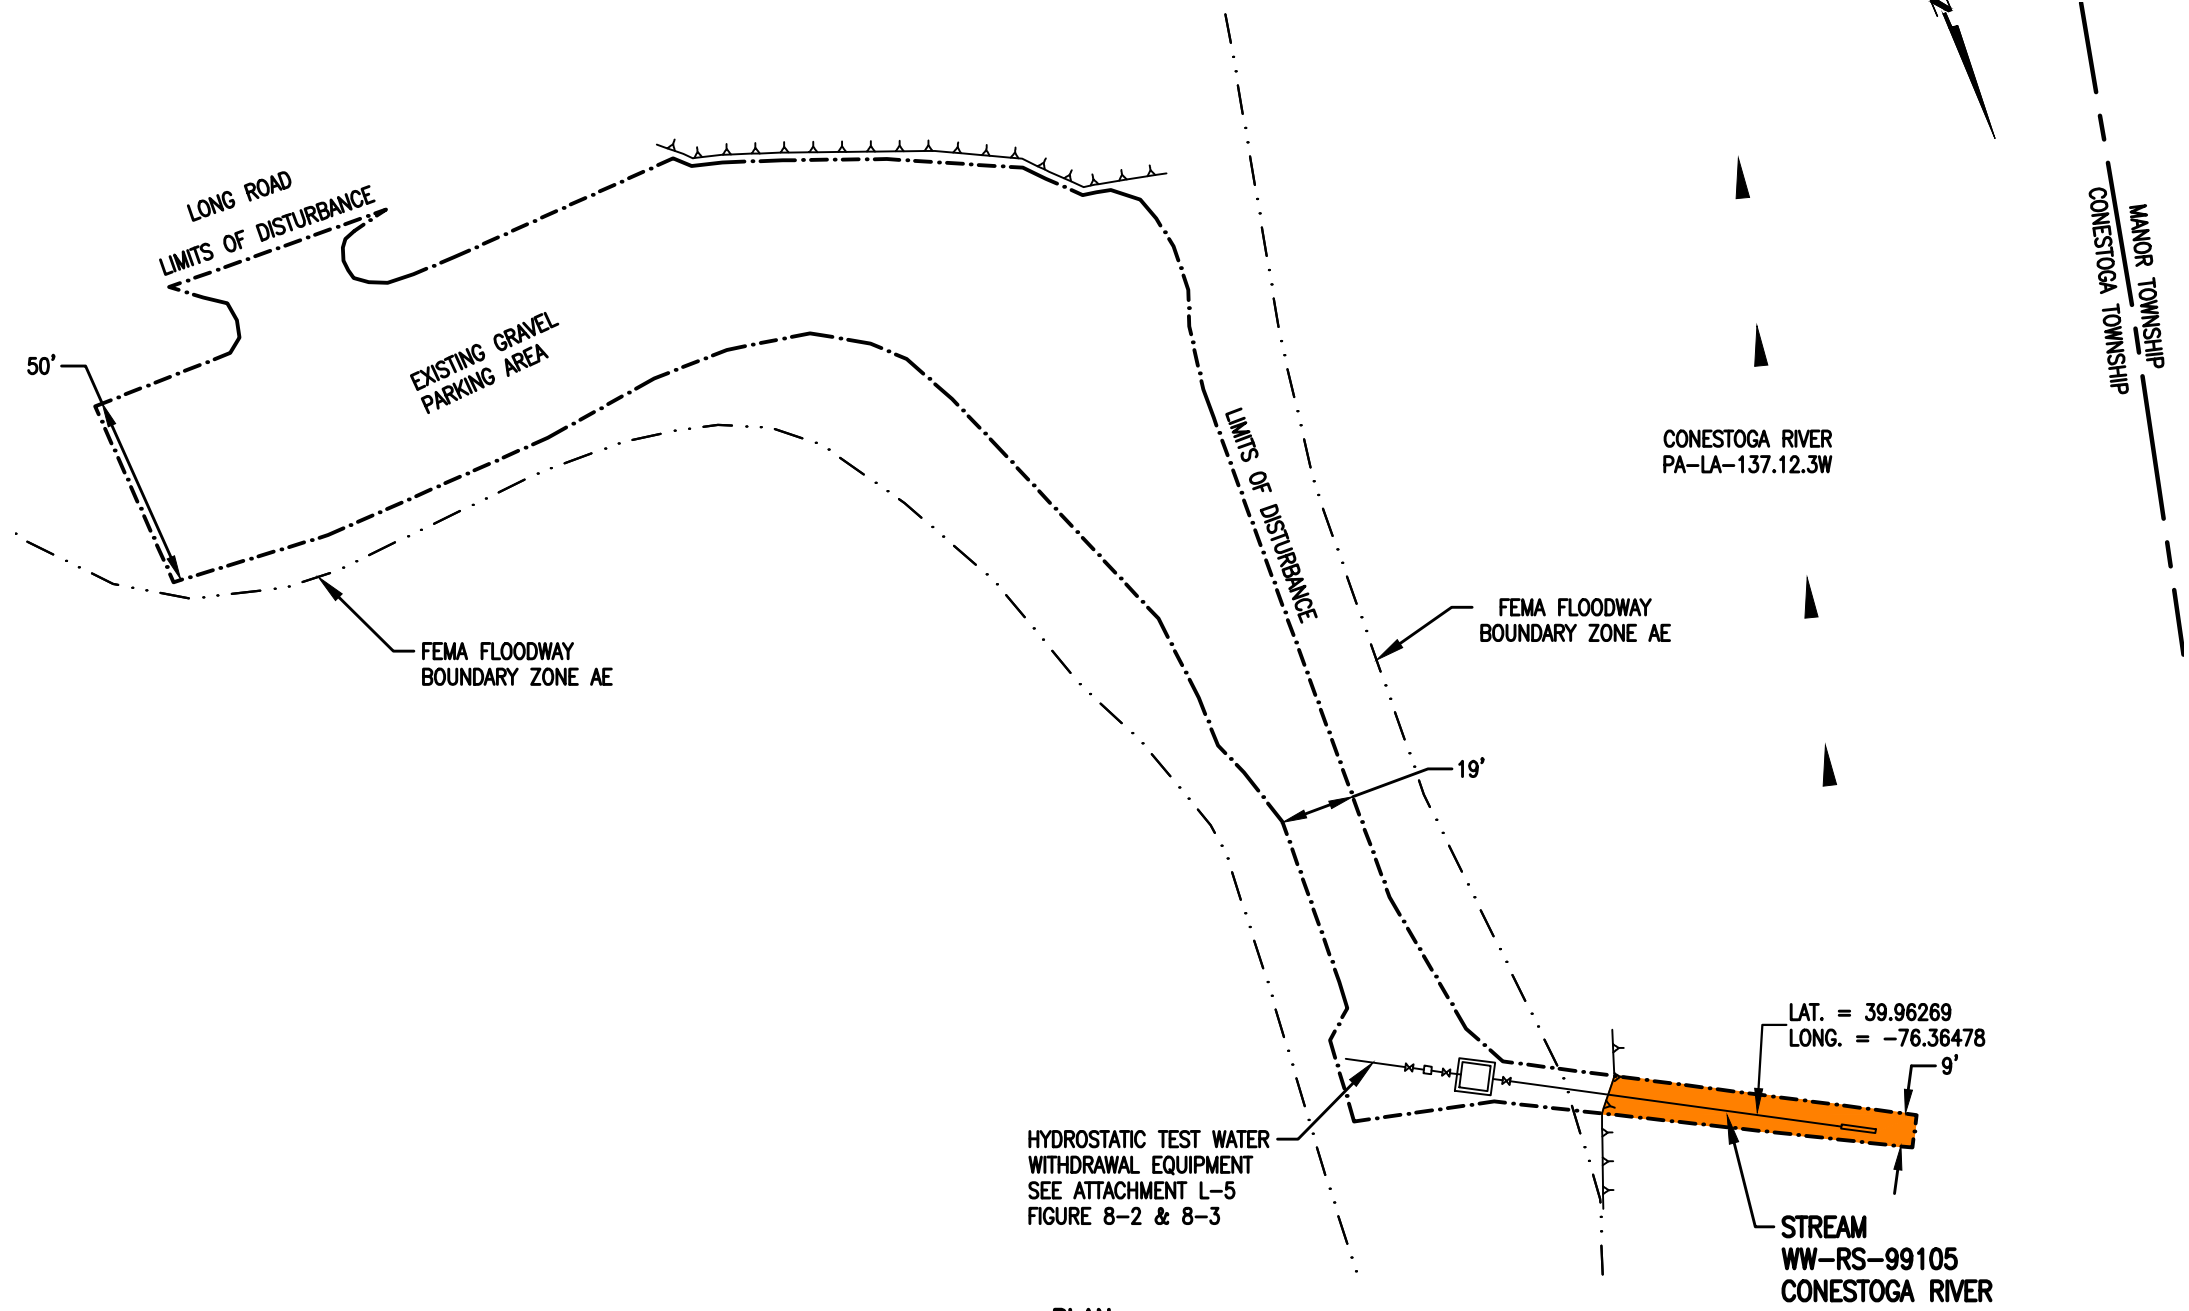 LONG ROAD
LIMITS OF DISTURBANCE
50'
EXISTING GRAVEL
PARKING AREA
FEMA FLOODWAY
BOUNDARY ZONE AE
LIMITS OF DISTURBANCE
MANOR TOWNSHIP
CONESTOGA TOWNSHIP
CONESTOGA RIVER
PA-LA-137.12.3W
FEMA FLOODWAY
BOUNDARY ZONE AE
19'
LAT. = 39.96269
LONG. = -76.36478
9'
HYDROSTATIC TEST WATER
WITHDRAWAL EQUIPMENT
SEE ATTACHMENT L-5
FIGURE 8-2 & 8-3
STREAM
WW-RS-99105
CONESTOGA RIVER